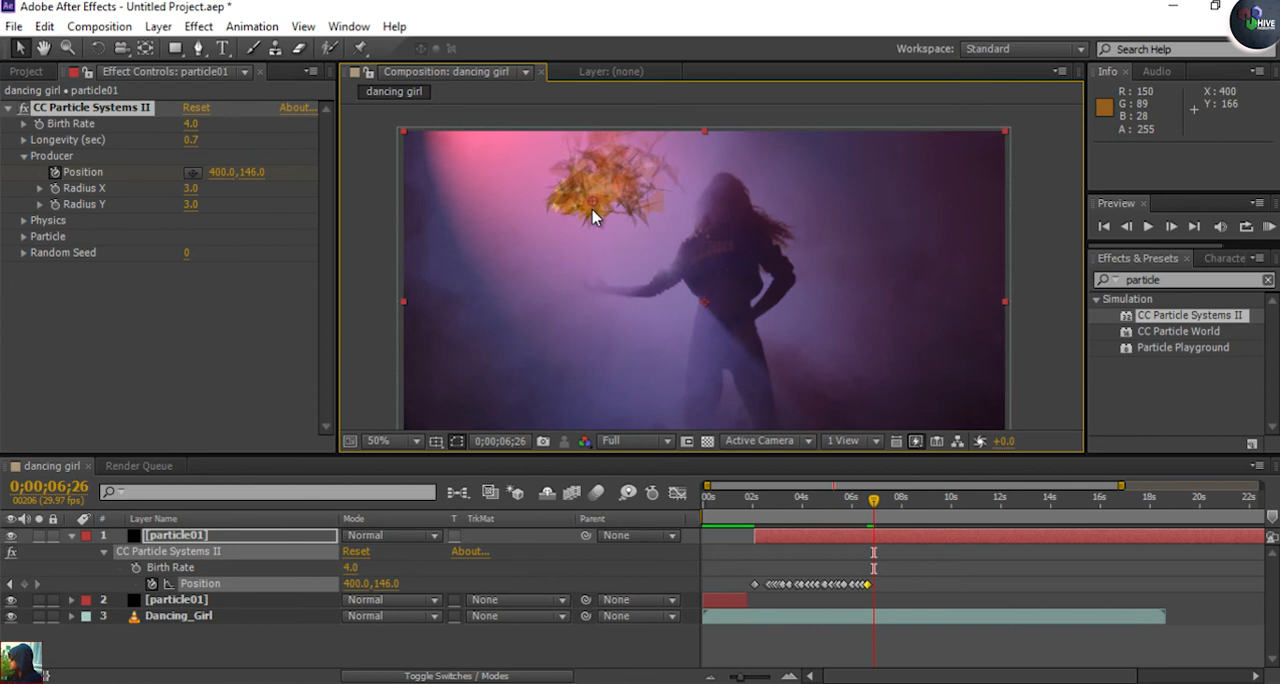 Ae Adobe After Effects - Untitled Project.aep *
HIVE
File Edit Composition Layer Effect Animation View Window Help
Workspace: Standard Search Help
Project Effect Controls: particle01 Composition: dancing girl Layer: (none) Info Audio
dancing girl • particle01
dancing girl
R: 150 X: 400
G: 89 Y: 166
B: 28
A: 255
fx CC Particle Systems II Reset About...
Birth Rate 4.0
Longevity (sec) 0.7
Producer
Position 400.0,146.0
Radius X 3.0
Radius Y 3.0
Physics
Particle
Random Seed 0
Preview
Effects & Presets Characte
particle
Simulation
CC Particle Systems II
CC Particle World
Particle Playground
50% 0;00;06;26 Full Active Camera 1 View +0.0
dancing girl Render Queue
0;00;06;26
00206 (29.97 fps)
00s 02s 04s 06s 08s 10s 12s 14s 16s 18s 20s 22s
# Layer Name Mode T TrkMat Parent
1 [particle01] Normal None
fx CC Particle Systems II Reset About...
Birth Rate 4.0
Position 400.0,146.0
2 [particle01] Normal None None
3 Dancing_Girl Normal None None
Toggle Switches / Modes